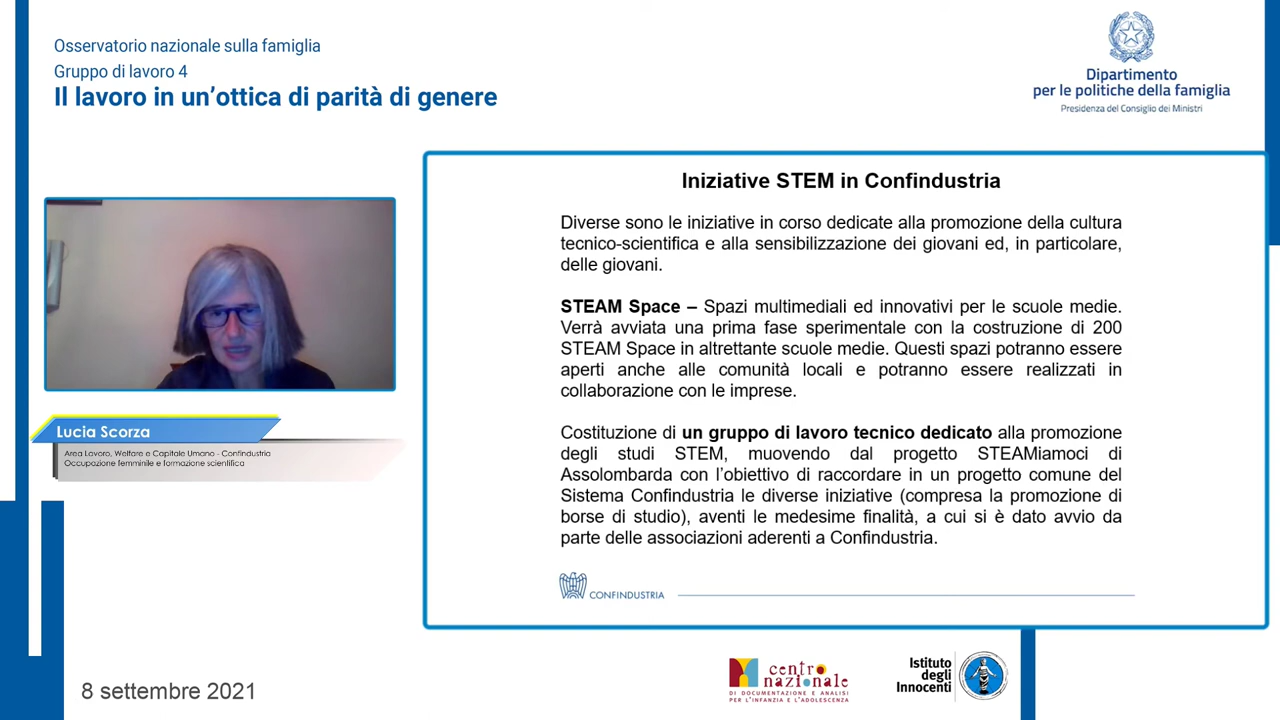 Osservatorio nazionale sulla famiglia
Gruppo di lavoro 4
Il lavoro in un'ottica di parità di genere
Dipartimento
per le politiche della famiglia
Presidenza del Consiglio dei Ministri
Iniziative STEM in Confindustria
Diverse sono le iniziative in corso dedicate alla promozione della cultura
tecnico-scientifica e alla sensibilizzazione dei giovani ed, in particolare,
delle giovani.
STEAM Space – Spazi multimediali ed innovativi per le scuole medie.
Verrà avviata una prima fase sperimentale con la costruzione di 200
STEAM Space in altrettante scuole medie. Questi spazi potranno essere
aperti anche alle comunità locali e potranno essere realizzati in
collaborazione con le imprese.
Costituzione di un gruppo di lavoro tecnico dedicato alla promozione
degli studi STEM, muovendo dal progetto STEAMiamoci di
Assolombarda con l'obiettivo di raccordare in un progetto comune del
Sistema Confindustria le diverse iniziative (compresa la promozione di
borse di studio), aventi le medesime finalità, a cui si è dato avvio da
parte delle associazioni aderenti a Confindustria.
CONFINDUSTRIA
Lucia Scorza
Area Lavoro, Welfare e Capitale Umano - Confindustria
Occupazione femminile e formazione scientifica
8 settembre 2021
centro
nazionale
DI DOCUMENTAZIONE E ANALISI
PER L'INFANZIA E L'ADOLESCENZA
Istituto
degli
Innocenti